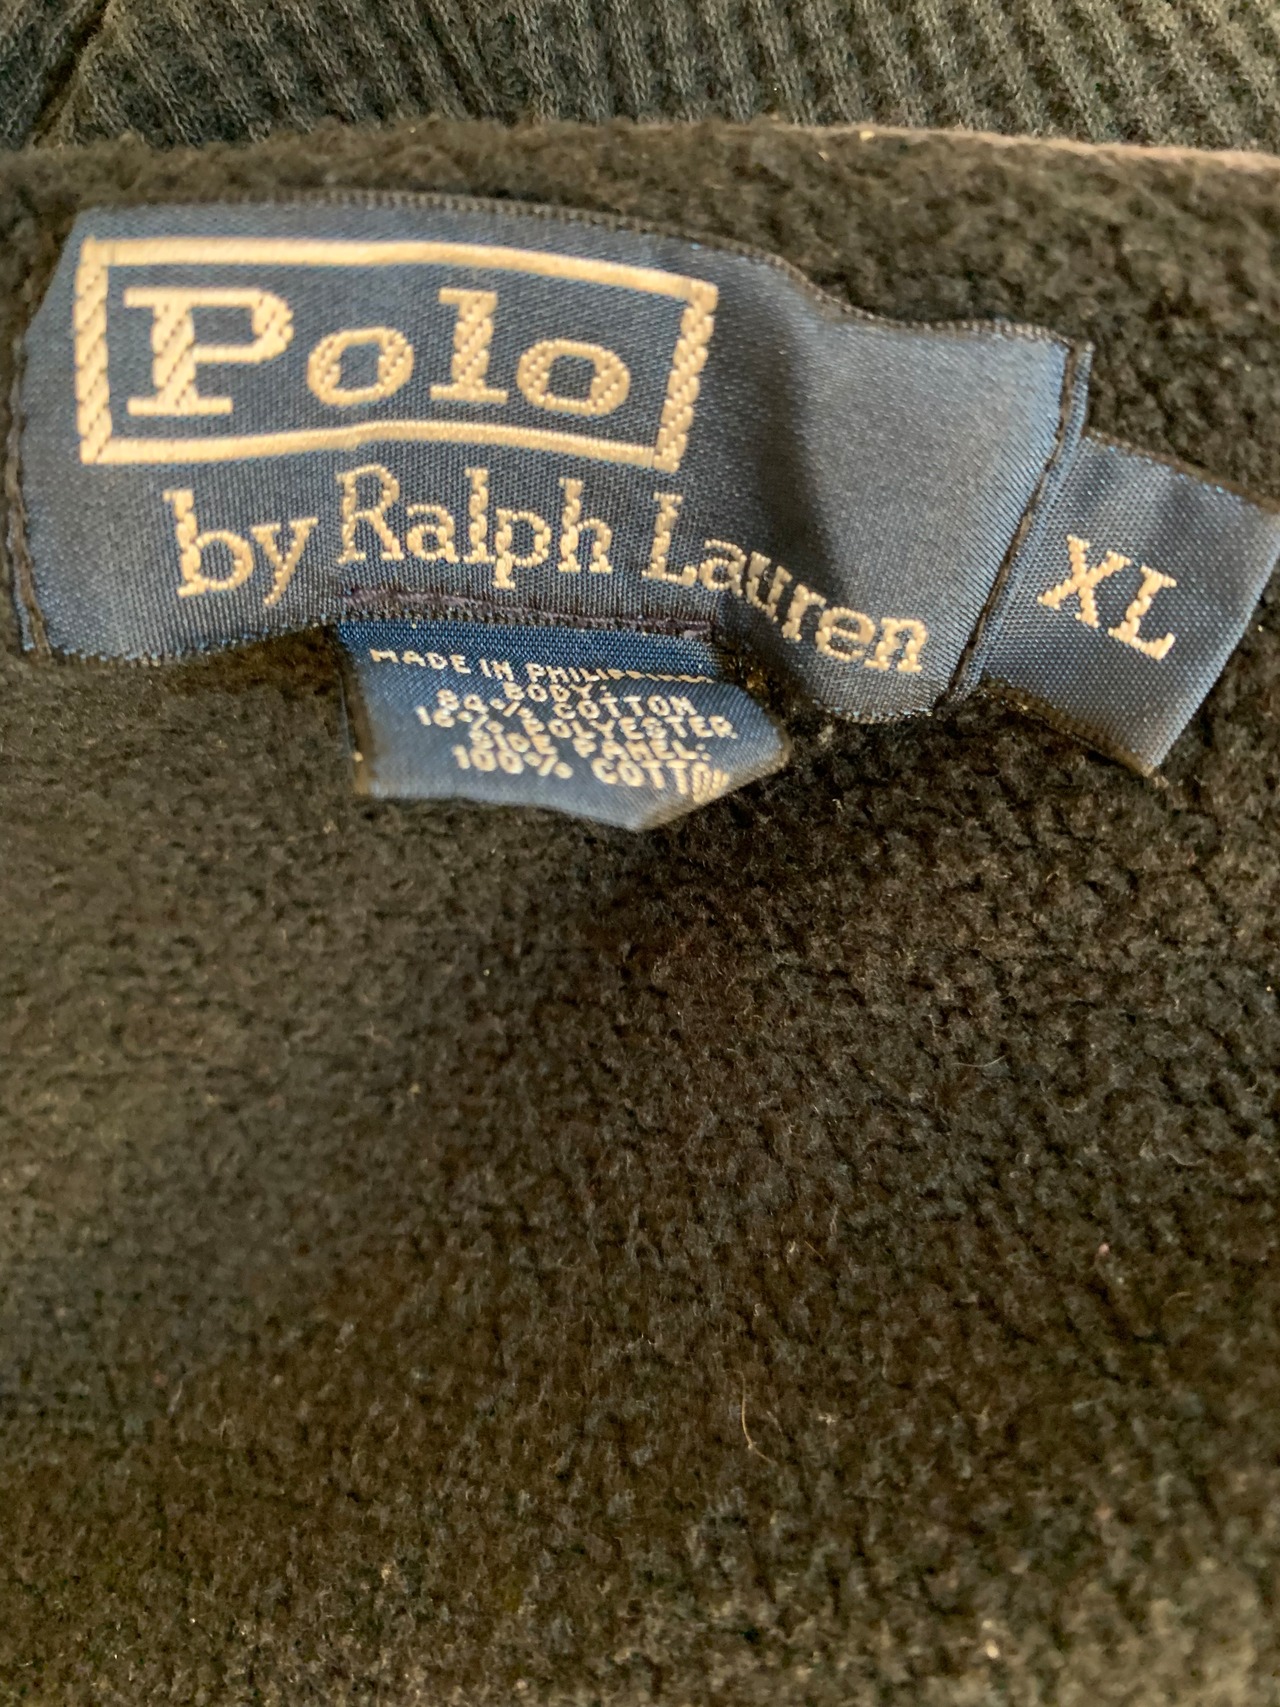 Polo
by Ralph Lauren
XL
MADE IN PHILIPPINES
BODY:
84% COTTON
16% POLYESTER
SIDE PANEL:
100% COTTON